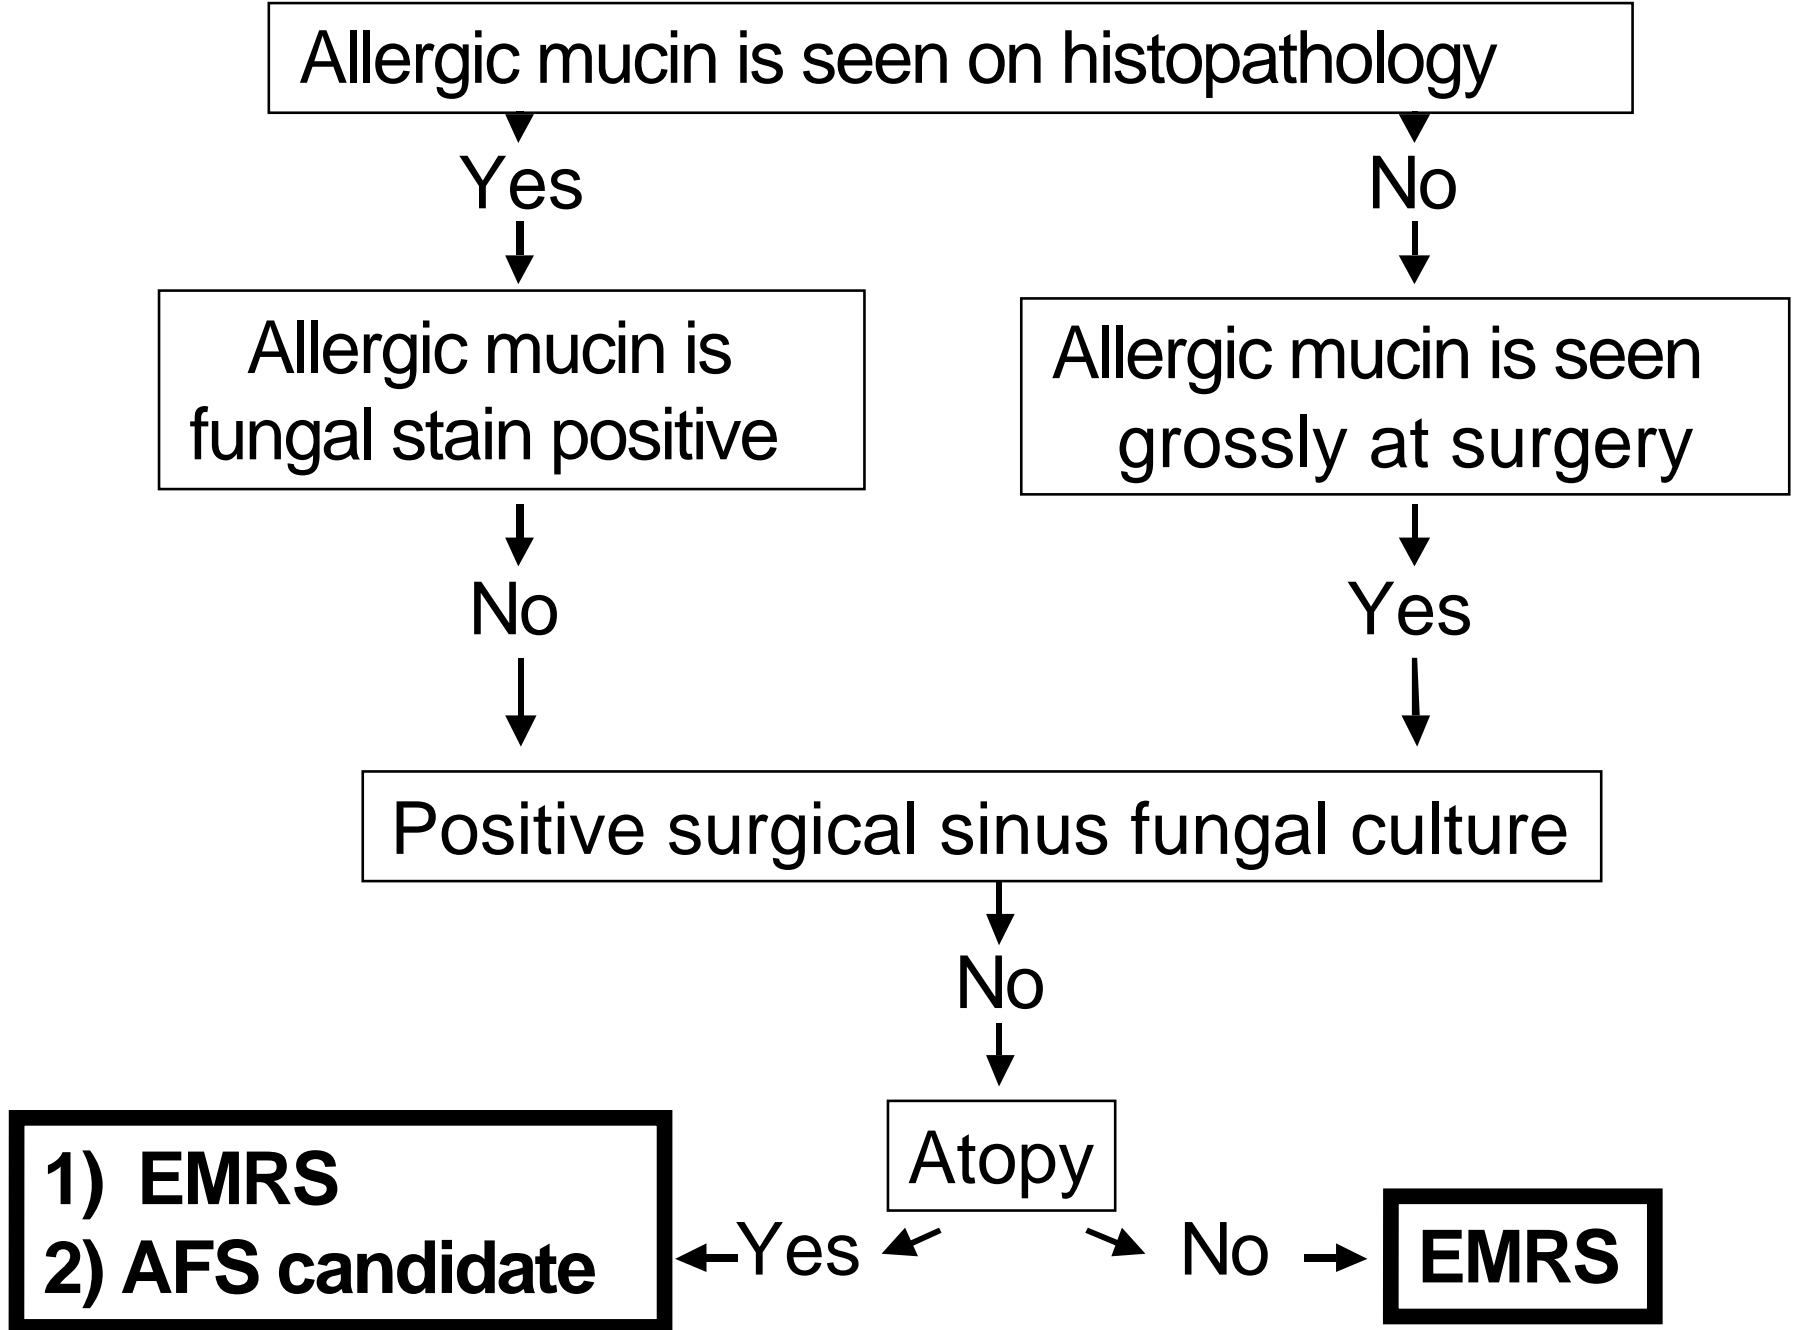 Allergic mucin is seen on histopathology
Yes
No
Allergic mucin is
fungal stain positive
Allergic mucin is seen
grossly at surgery
No
Yes
Positive surgical sinus fungal culture
No
Atopy
1) EMRS
2) AFS candidate
Yes
No
EMRS